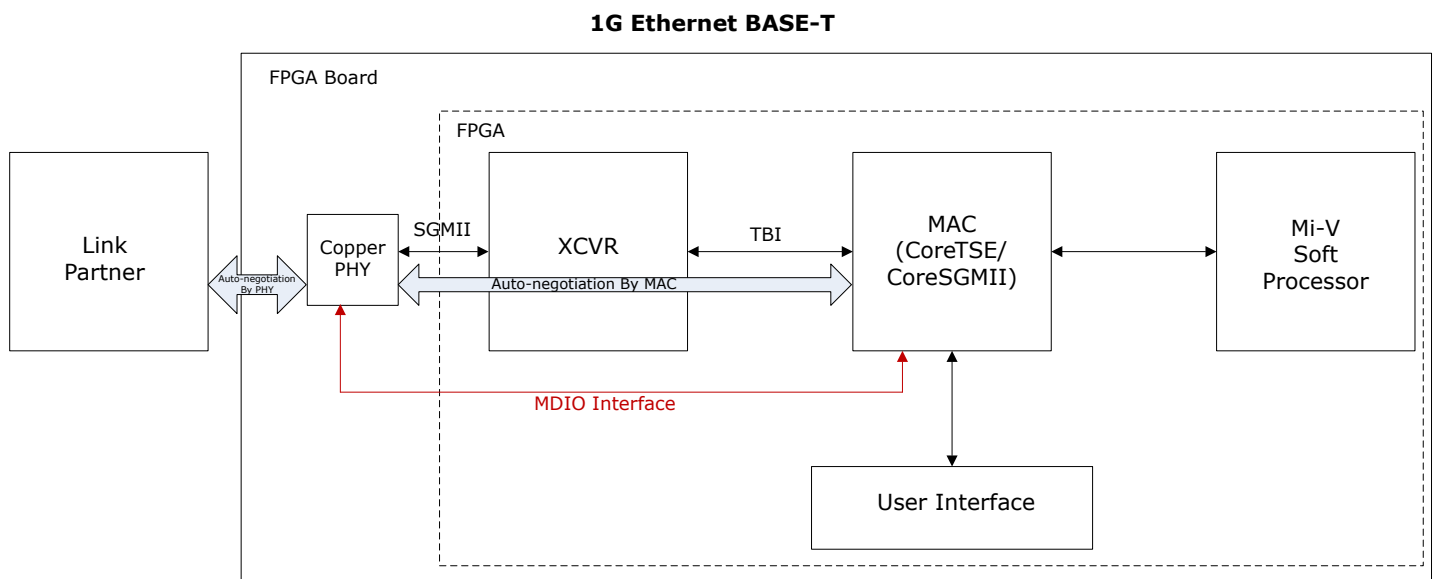 1G Ethernet BASE-T
FPGA Board
FPGA
Link
Partner
Auto-negotiation
By PHY
Copper
PHY
SGMII
XCVR
TBI
Auto-negotiation By MAC
MAC
(CoreTSE/
CoreSGMII)
Mi-V
Soft
Processor
MDIO Interface
User Interface